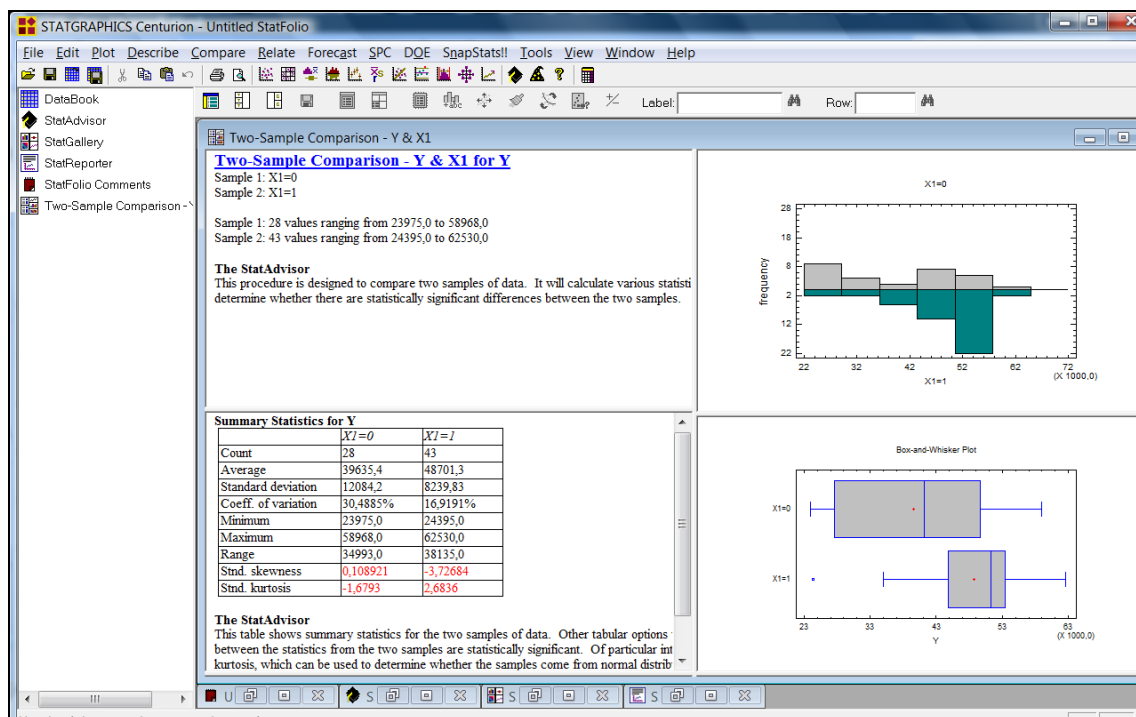 STATGRAPHICS Centurion - Untitled StatFolio
File Edit Plot Describe Compare Relate Forecast SPC DOE SnapStats!! Tools View Window Help
Label: Row:
DataBook
StatAdvisor
StatGallery
StatReporter
StatFolio Comments
Two-Sample Comparison -
Two-Sample Comparison - Y & X1
Two-Sample Comparison - Y & X1 for Y
Sample 1: X1=0
Sample 2: X1=1
Sample 1: 28 values ranging from 23975,0 to 58968,0
Sample 2: 43 values ranging from 24395,0 to 62530,0
The StatAdvisor
This procedure is designed to compare two samples of data. It will calculate various statisti
determine whether there are statistically significant differences between the two samples.
X1=0
28
18
8
2
12
22
frequency
22 32 42 52 62 72
X1=1
(X 1000,0)
Summary Statistics for Y
X1=0 X1=1
Count 28 43
Average 39635,4 48701,3
Standard deviation 12084,2 8239,83
Coeff. of variation 30,4885% 16,9191%
Minimum 23975,0 24395,0
Maximum 58968,0 62530,0
Range 34993,0 38135,0
Stnd. skewness 0,108921 -3,72684
Stnd. kurtosis -1,6793 2,6836
The StatAdvisor
This table shows summary statistics for the two samples of data. Other tabular options
between the statistics from the two samples are statistically significant. Of particular int
kurtosis, which can be used to determine whether the samples come from normal distrib
Box-and-Whisker Plot
X1=0
X1=1
23 33 43 53 63
(X 1000,0)
Y
U S S S